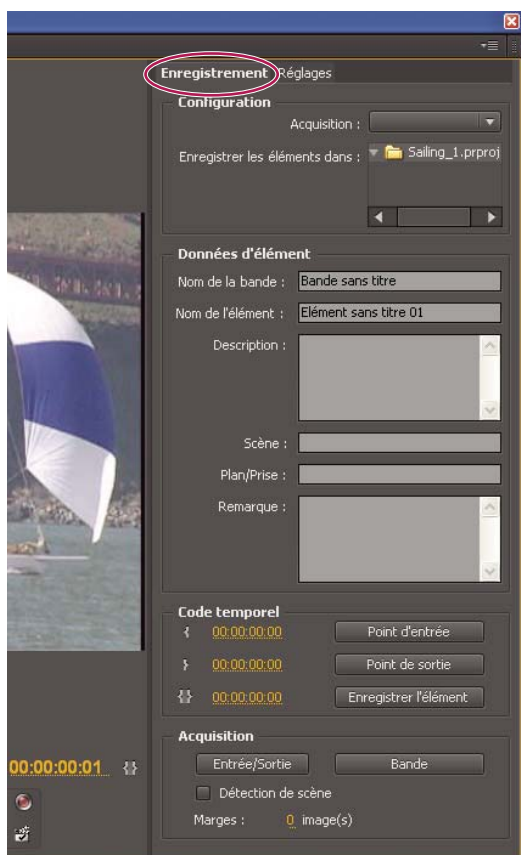 Enregistrement Réglages
Configuration
Acquisition :
Enregistrer les éléments dans : Sailing_1.prproj
Données d'élément
Nom de la bande : Bande sans titre
Nom de l'élément : Elément sans titre 01
Description :
Scène :
Plan/Prise :
Remarque :
Code temporel
{ 00:00:00:00 Point d'entrée
} 00:00:00:00 Point de sortie
{} 00:00:00:00 Enregistrer l'élément
Acquisition
00:00:00:01 {} Entrée/Sortie Bande
Détection de scène
Marges : 0 image(s)